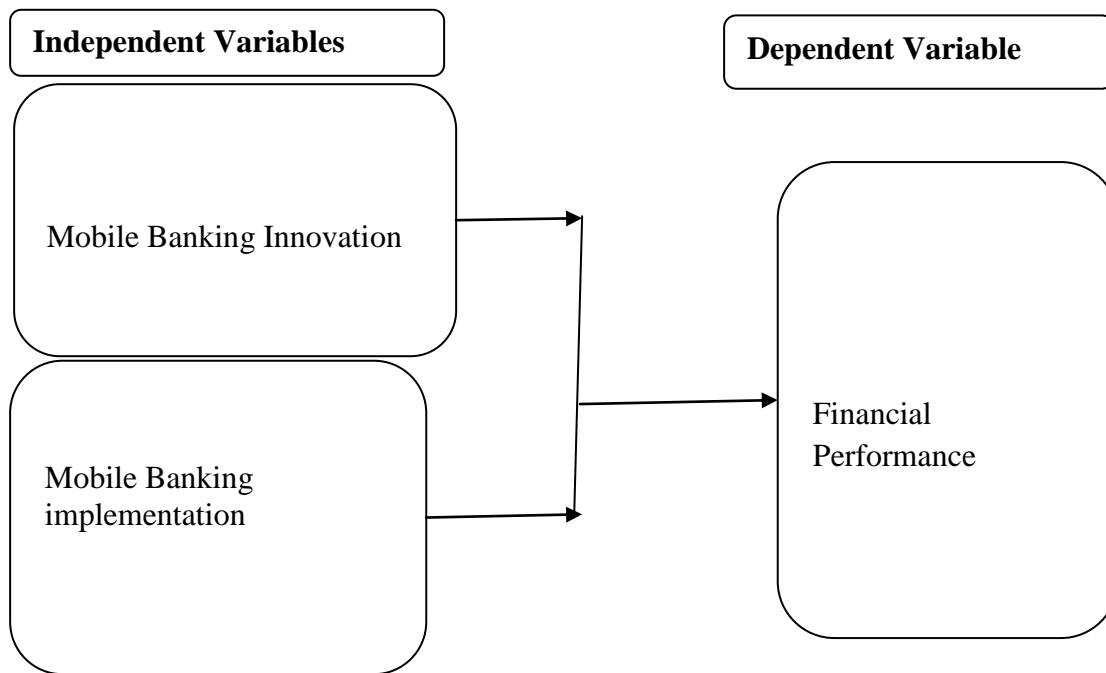 Independent Variables
Dependent Variable
Mobile Banking Innovation
Mobile Banking
implementation
Financial
Performance